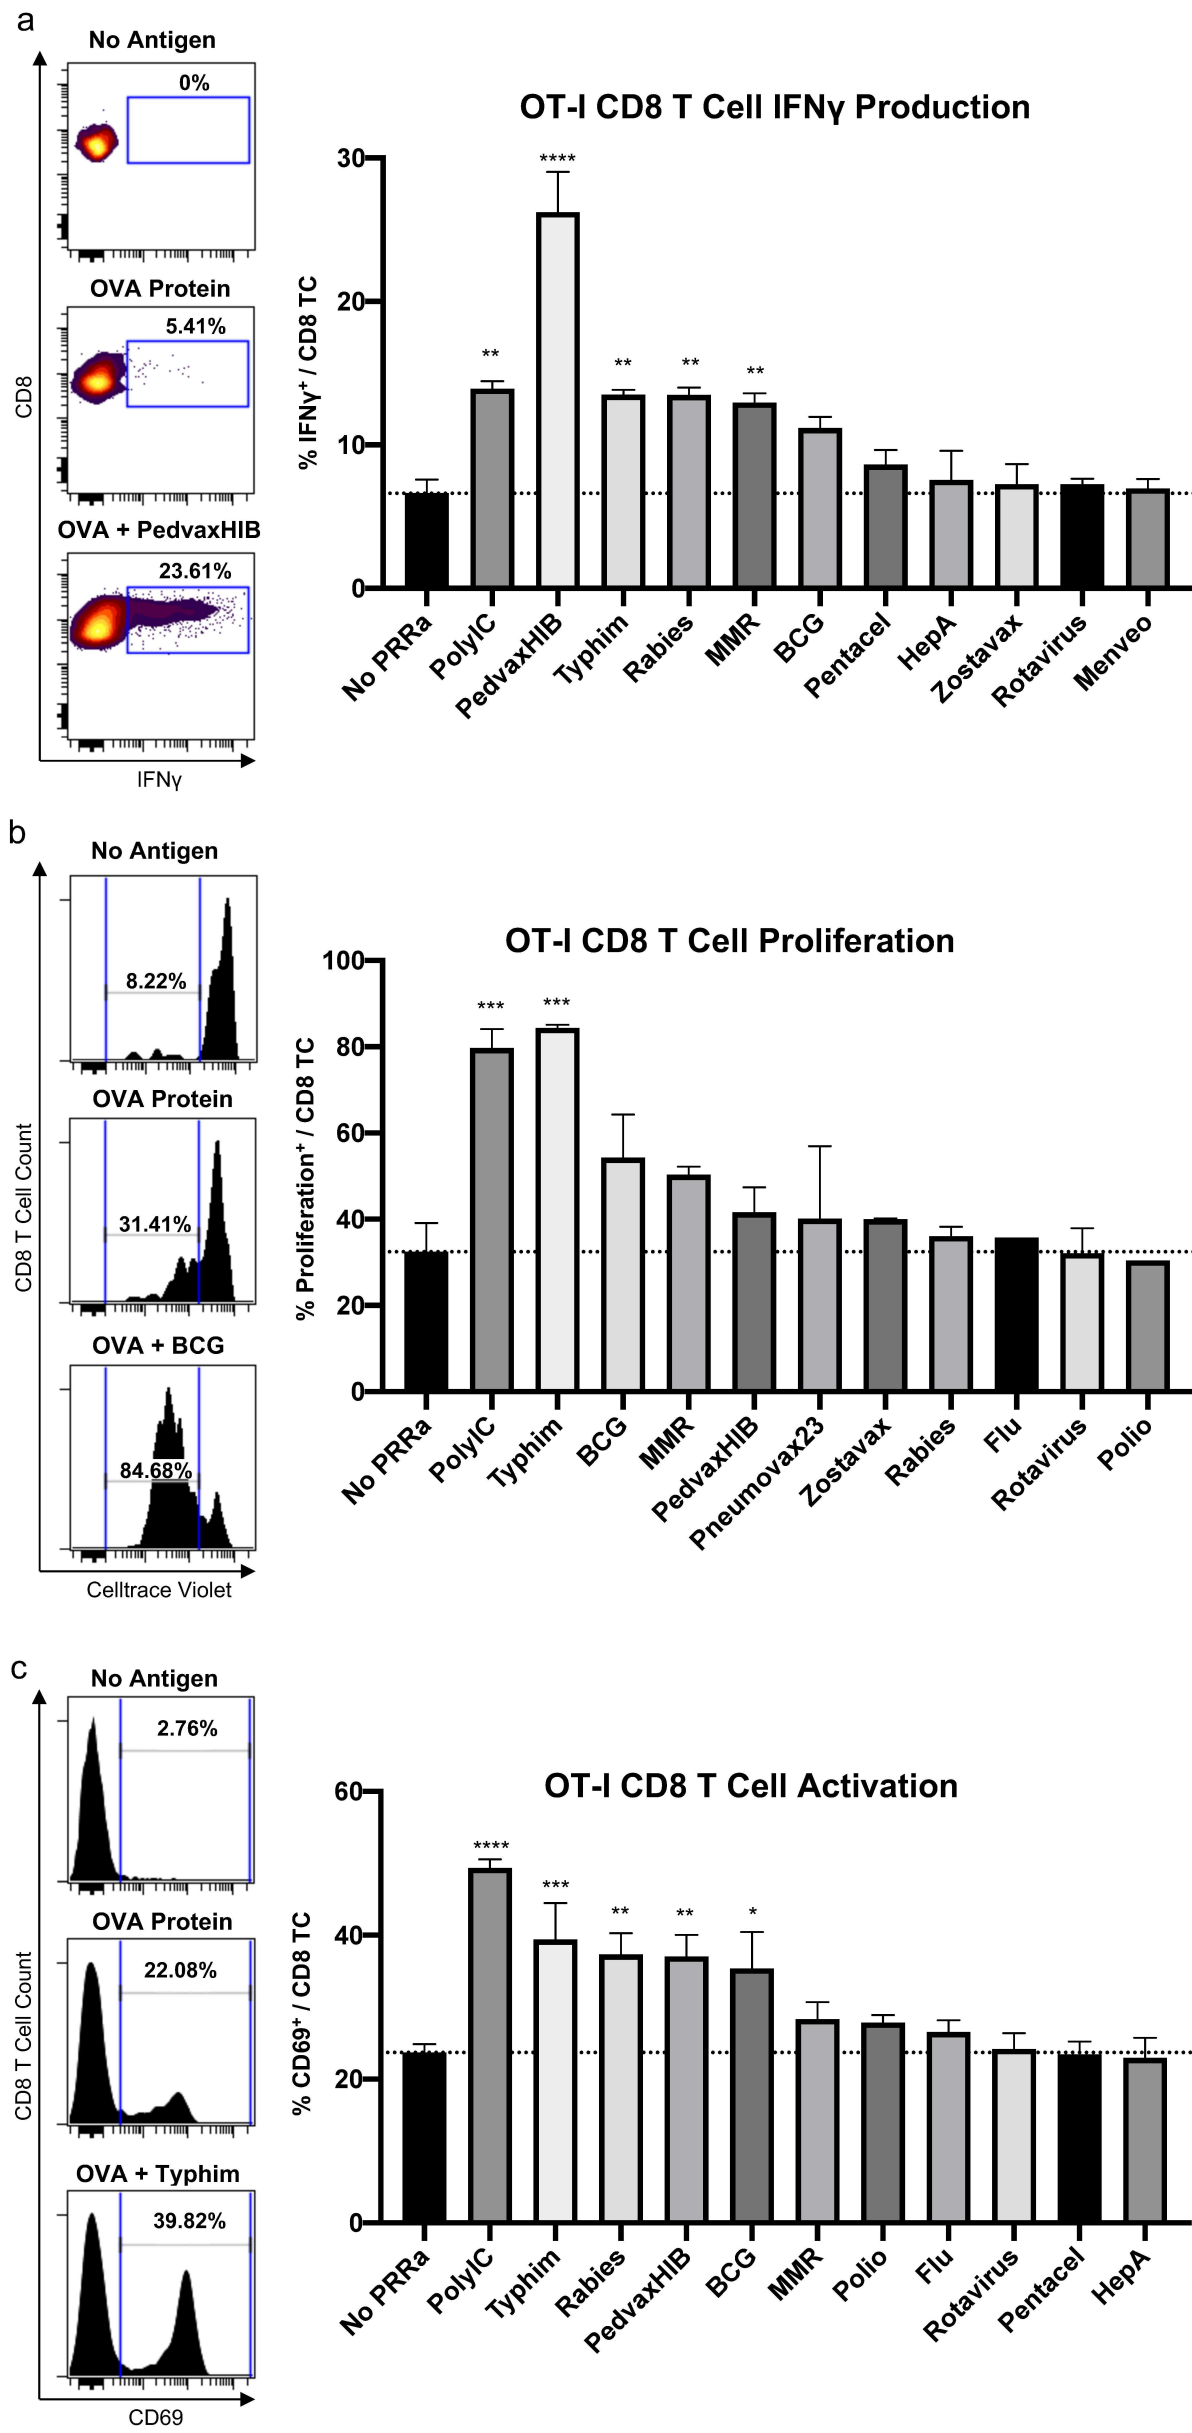 a
No Antigen
0%
OVA Protein
5.41%
OVA + PedvaxHIB
23.61%
CD8
IFNγ
OT-I CD8 T Cell IFNγ Production
% IFNγ⁺ / CD8 TC
30
20
10
0
****
**
**
**
**
No PRRa
PolyIC
PedvaxHIB
Typhim
Rabies
MMR
BCG
Pentacel
HepA
Zostavax
Rotavirus
Menveo
b
No Antigen
8.22%
OVA Protein
31.41%
OVA + BCG
84.68%
CD8 T Cell Count
Celltrace Violet
OT-I CD8 T Cell Proliferation
% Proliferation⁺ / CD8 TC
100
80
60
40
20
0
***
***
No PRRa
PolyIC
Typhim
BCG
MMR
PedvaxHIB
Pneumovax23
Zostavax
Rabies
Flu
Rotavirus
Polio
c
No Antigen
2.76%
OVA Protein
22.08%
OVA + Typhim
39.82%
CD8 T Cell Count
CD69
OT-I CD8 T Cell Activation
% CD69⁺ / CD8 TC
60
40
20
0
****
***
**
**
*
No PRRa
PolyIC
Typhim
Rabies
PedvaxHIB
BCG
MMR
Polio
Flu
Rotavirus
Pentacel
HepA